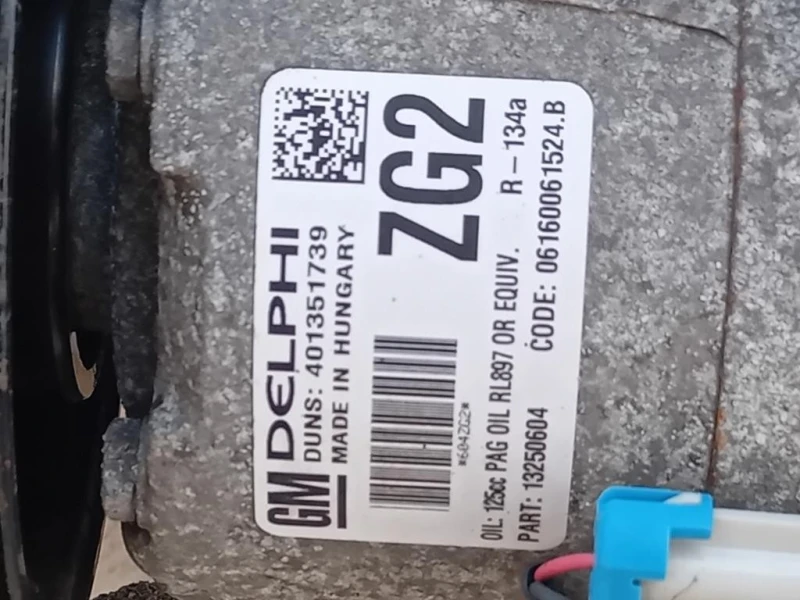 GM DELPHI
DUNS: 401351739
MADE IN HUNGARY
ZG2
*604ZG2*
OIL: 125cc PAG OIL RL897 OR EQUIV. R-134a
PART: 13250604 CODE: 06160061524.B